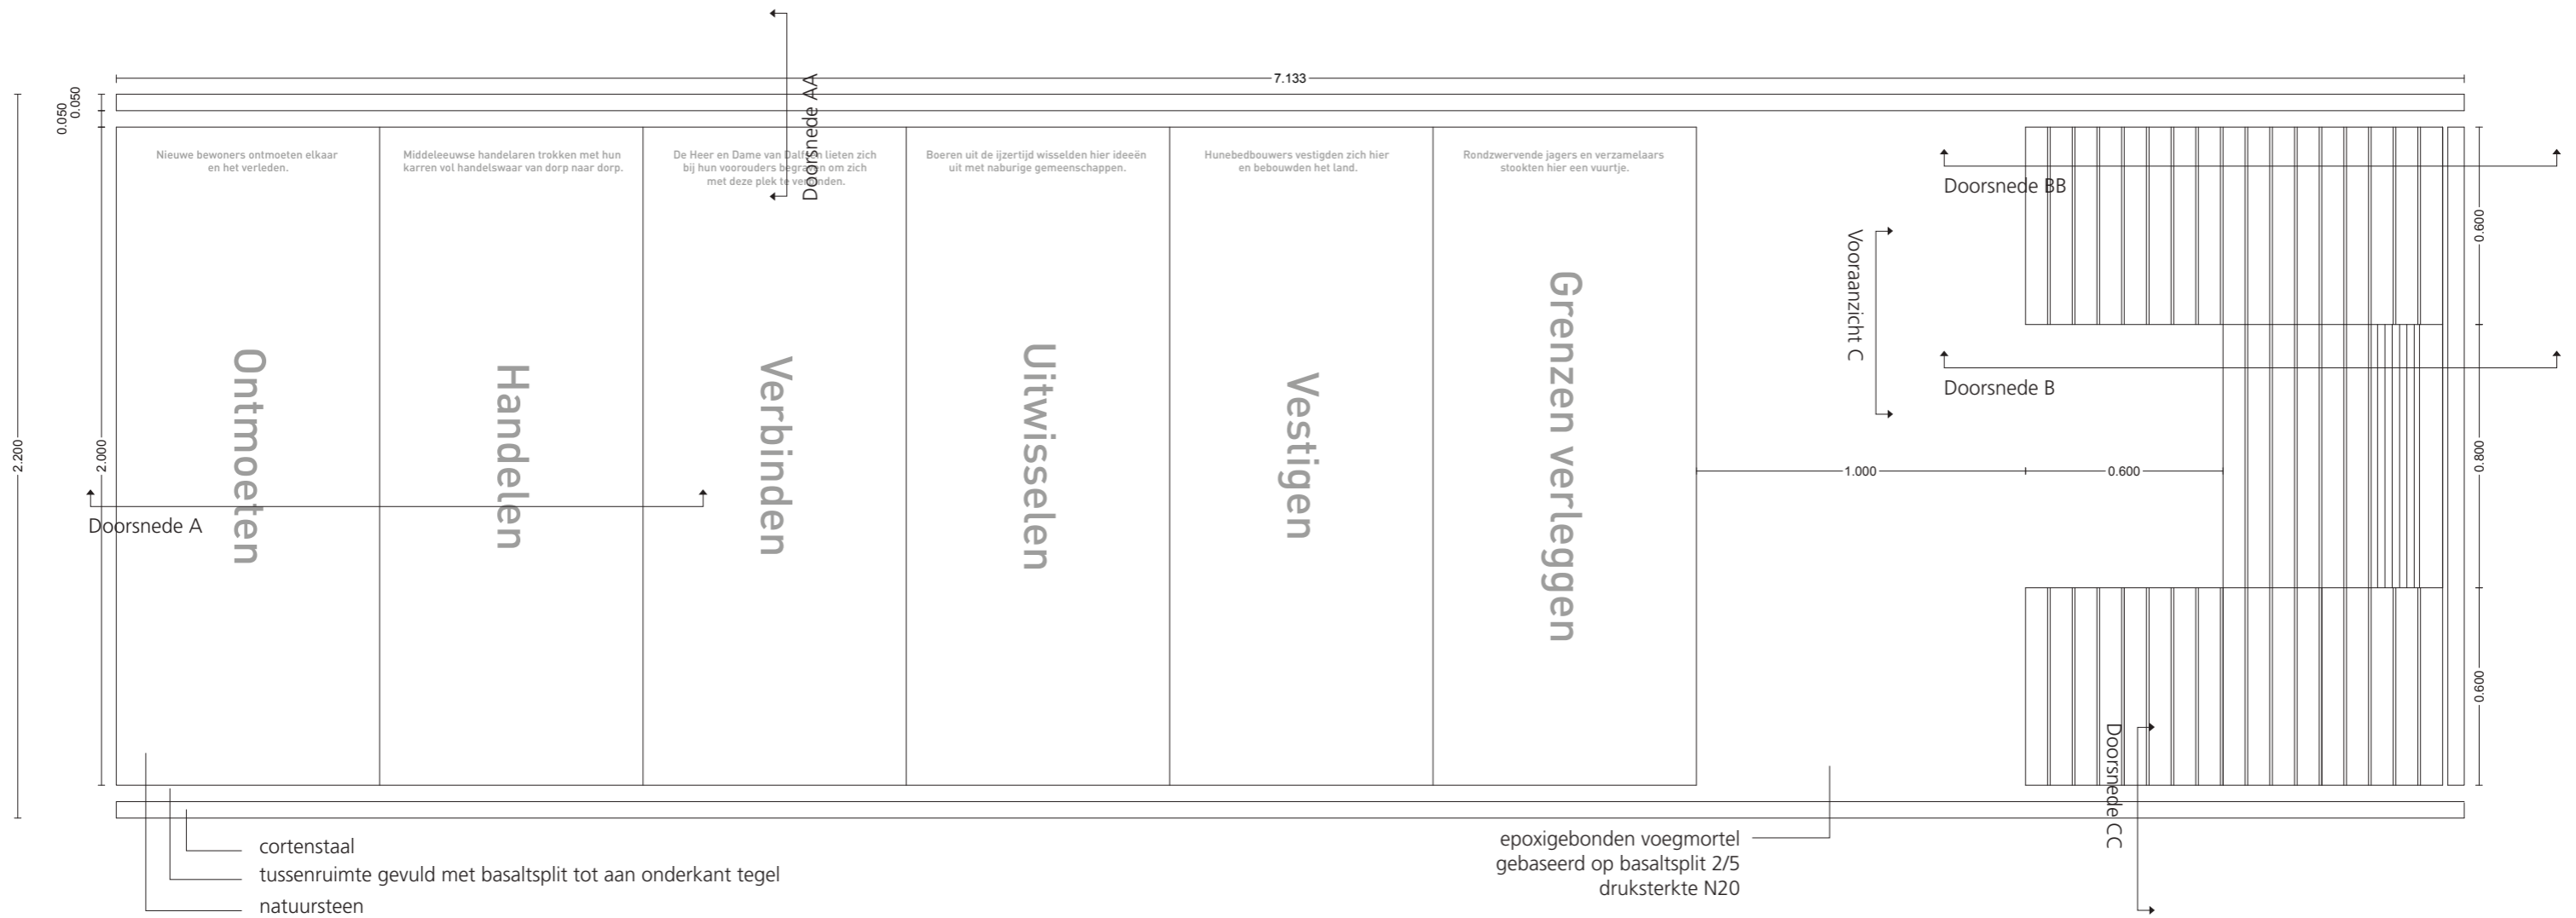 Doorsnede AA
7.133
0.050
0.050
Nieuwe bewoners ontmoeten elkaar
en het verleden.
Middeleeuwse handelaren trokken met hun
karren vol handelswaar van dorp naar dorp.
De Heer en Dame van Dalfsen lieten zich
bij hun voorouders begraven om zich
met deze plek te verbinden.
Boeren uit de ijzertijd wisselden hier ideeën
uit met naburige gemeenschappen.
Hunebedbouwers vestigden zich hier
en bebouwden het land.
Rondzwervende jagers en verzamelaars
stookten hier een vuurtje.
Doorsnede BB
0.600
Vooraanzicht C
Doorsnede B
2.200
2.000
Ontmoeten
Handelen
Verbinden
Uitwisselen
Vestigen
Grenzen verleggen
1.000
0.600
0.800
Doorsnede A
0.600
Doorsnede CC
cortenstaal
tussenruimte gevuld met basaltsplit tot aan onderkant tegel
natuursteen
epoxigebonden voegmortel
gebaseerd op basaltsplit 2/5
druksterkte N20